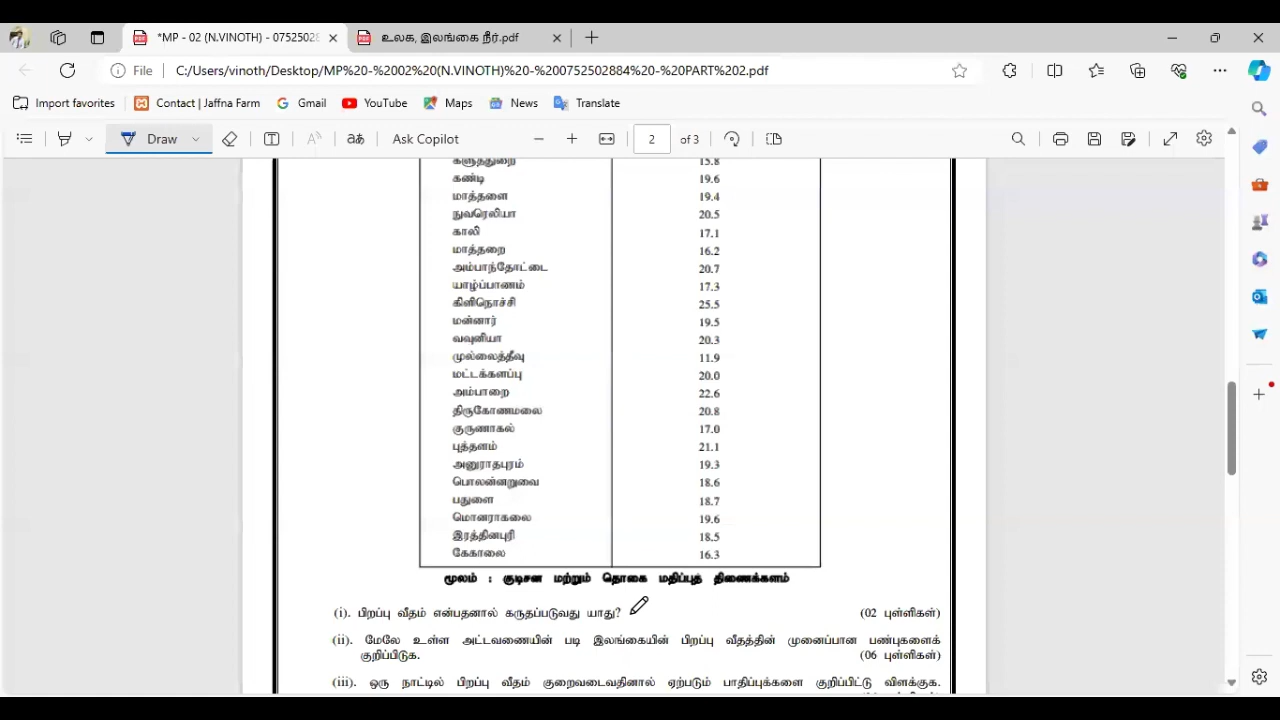 *MP - 02 (N.VINOTH) - 07525028
உலக, இலங்கை நீர்.pdf
File C:/Users/vinoth/Desktop/MP%20-%2002%20(N.VINOTH)%20-%200752502884%20-%20PART%202.pdf
Import favorites Contact | Jaffna Farm Gmail YouTube Maps News Translate
Draw aあ Ask Copilot 2 of 3
களுத்துறை 15.8
கண்டி 19.6
மாத்தளை 19.4
நுவரெலியா 20.5
காலி 17.1
மாத்தறை 16.2
அம்பாந்தோட்டை 20.7
யாழ்ப்பாணம் 17.3
கிளிநொச்சி 25.5
மன்னார் 19.5
வவுனியா 20.3
முல்லைத்தீவு 11.9
மட்டக்களப்பு 20.0
அம்பாறை 22.6
திருகோணமலை 20.8
குருணாகல் 17.0
புத்தளம் 21.1
அனுராதபுரம் 19.3
பொலன்னறுவை 18.6
பதுளை 18.7
மொனராகலை 19.6
இரத்தினபுரி 18.5
கேகாலை 16.3
மூலம் : குடிசன மற்றும் தொகை மதிப்புத் திணைக்களம்
(i). பிறப்பு வீதம் என்பதனால் கருதப்படுவது யாது? (02 புள்ளிகள்)
(ii). மேலே உள்ள அட்டவணையின் படி இலங்கையின் பிறப்பு வீதத்தின் முனைப்பான பண்புகளைக்
குறிப்பிடுக. (06 புள்ளிகள்)
(iii). ஒரு நாட்டில் பிறப்பு வீதம் குறைவடைவதினால் ஏற்படும் பாதிப்புக்களை குறிப்பிட்டு விளக்குக.